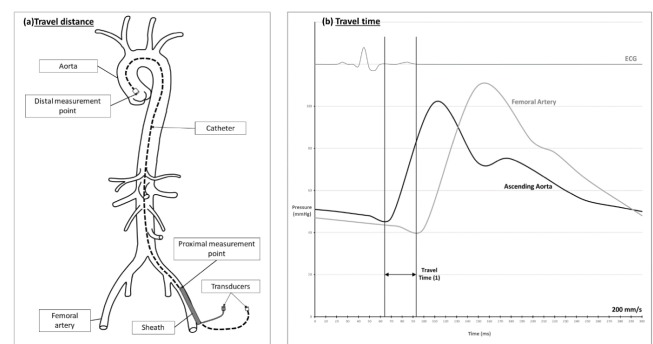 (a)Travel distance
Aorta
Distal measurement
point
Catheter
Proximal measurement
point
Transducers
Femoral
artery
Sheath
(b) Travel time
ECG
Femoral Artery
Ascending Aorta
Pressure
(mmHg)
Travel
Time (1)
200 mm/s
Time (ms)